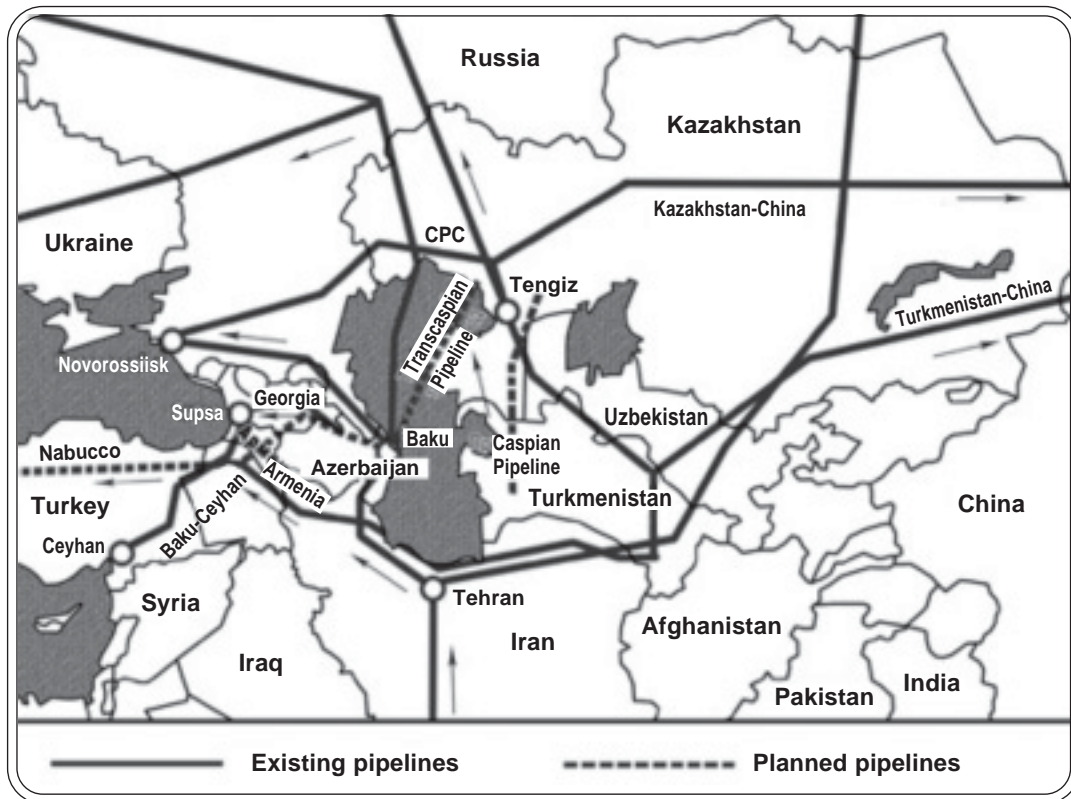 Russia
Kazakhstan
Kazakhstan-China
Ukraine
CPC
Tengiz
Transcaspian
Pipeline
Turkmenistan-China
Novorossiisk
Georgia
Supsa
Uzbekistan
Baku
Caspian
Pipeline
Nabucco
Azerbaijan
Armenia
Turkmenistan
China
Turkey
Baku-Ceyhan
Ceyhan
Syria
Tehran
Iran
Afghanistan
Iraq
Pakistan
India
Existing pipelines
Planned pipelines